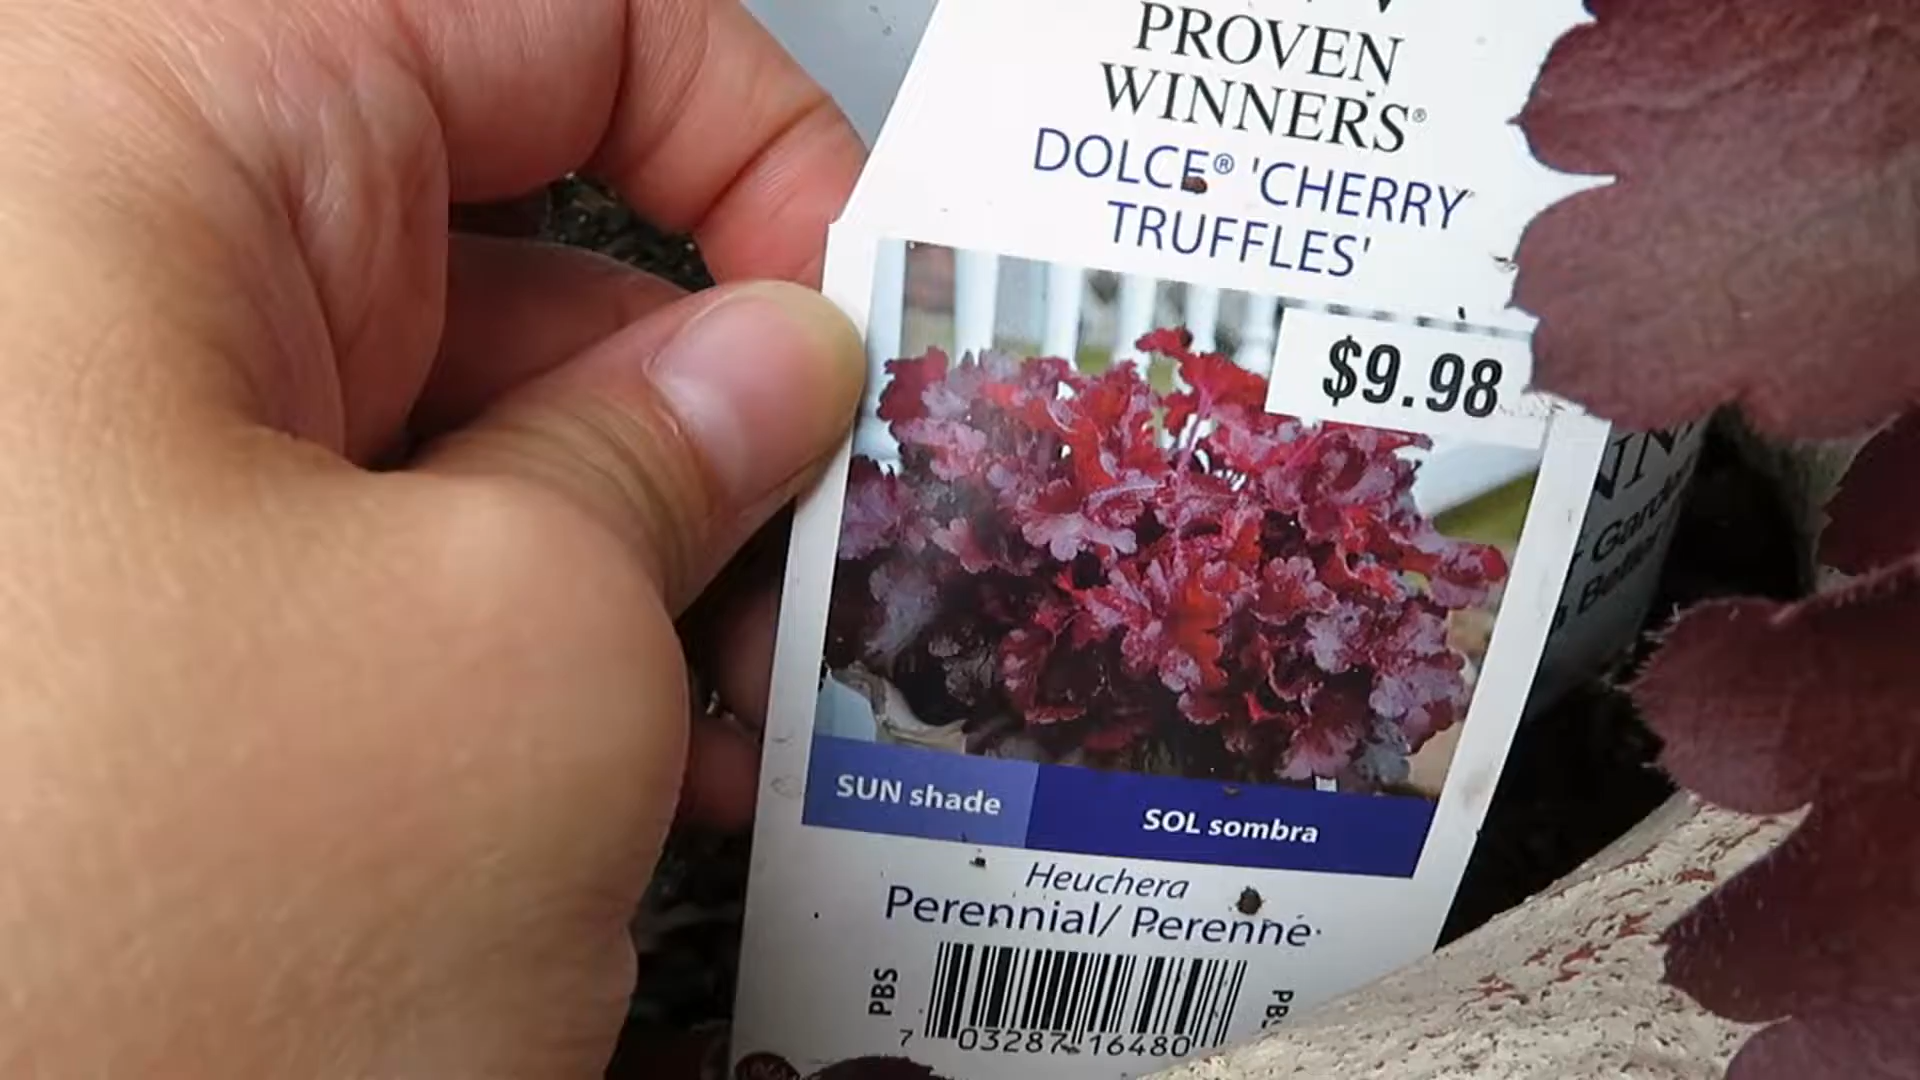 PROVEN
WINNERS®
DOLCE® 'CHERRY
TRUFFLES'
$9.98
SUN shade
SOL sombra
Heuchera
Perennial/ Perenne
PBS
7 03287 16480